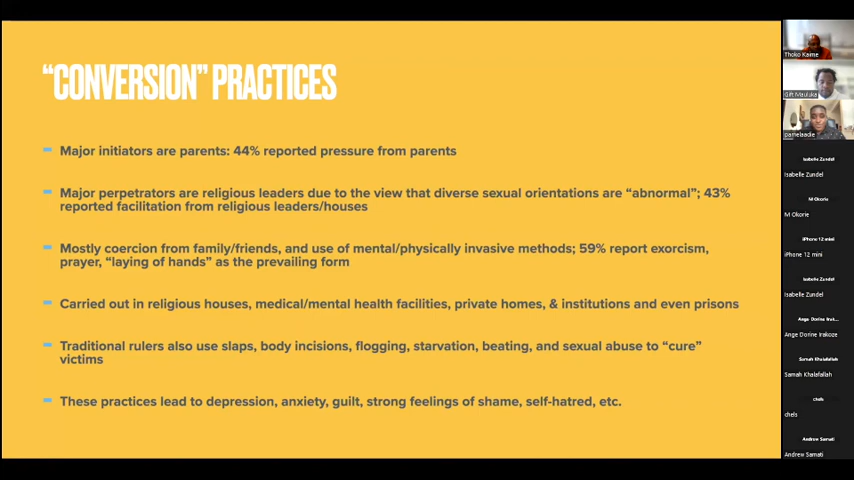 “CONVERSION” PRACTICES
Major initiators are parents: 44% reported pressure from parents
Major perpetrators are religious leaders due to the view that diverse sexual orientations are “abnormal”; 43%
reported facilitation from religious leaders/houses
Mostly coercion from family/friends, and use of mental/physically invasive methods; 59% report exorcism,
prayer, “laying of hands” as the prevailing form
Carried out in religious houses, medical/mental health facilities, private homes, & institutions and even prisons
Traditional rulers also use slaps, body incisions, flogging, starvation, beating, and sexual abuse to “cure”
victims
These practices lead to depression, anxiety, guilt, strong feelings of shame, self-hatred, etc.
Thoko Kame
Gift Mauluka
pamelaadie
Isabelle Zundel
Isabelle Zundel
M Okorie
M Okorie
iPhone 12 mini
iPhone 12 mini
Isabelle Zundel
Isabelle Zundel
Ange Dorine Irak...
Ange Dorine Irakoze
Samah Khalafallah
Samah Khalafallah
chels
chels
Andrew Samati
Andrew Samati